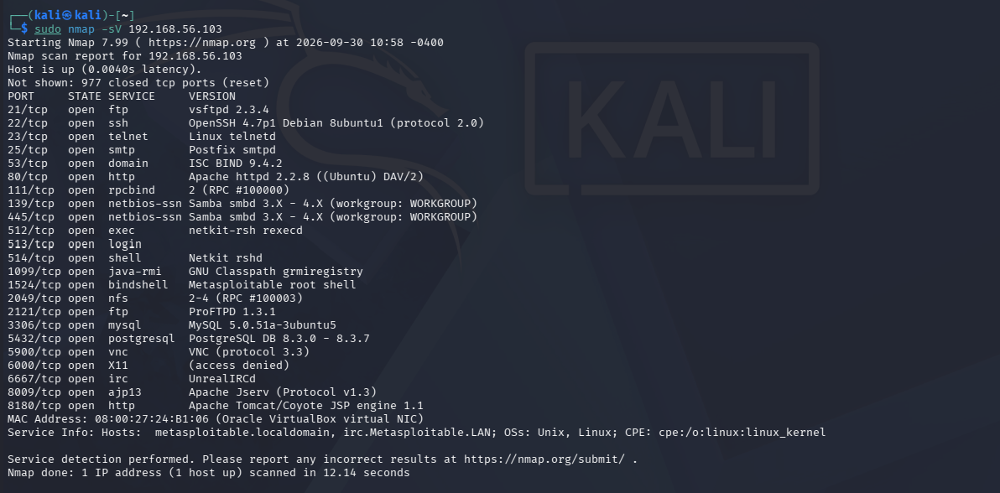 ┌──(kali㉿kali)-[~]
└─$ sudo nmap -sV 192.168.56.103
Starting Nmap 7.99 ( https://nmap.org ) at 2026-09-30 10:58 -0400
Nmap scan report for 192.168.56.103
Host is up (0.0040s latency).
Not shown: 977 closed tcp ports (reset)
PORT     STATE SERVICE     VERSION
21/tcp   open  ftp         vsftpd 2.3.4
22/tcp   open  ssh         OpenSSH 4.7p1 Debian 8ubuntu1 (protocol 2.0)
23/tcp   open  telnet      Linux telnetd
25/tcp   open  smtp        Postfix smtpd
53/tcp   open  domain      ISC BIND 9.4.2
80/tcp   open  http        Apache httpd 2.2.8 ((Ubuntu) DAV/2)
111/tcp  open  rpcbind     2 (RPC #100000)
139/tcp  open  netbios-ssn Samba smbd 3.X - 4.X (workgroup: WORKGROUP)
445/tcp  open  netbios-ssn Samba smbd 3.X - 4.X (workgroup: WORKGROUP)
512/tcp  open  exec        netkit-rsh rexecd
513/tcp  open  login
514/tcp  open  shell       Netkit rshd
1099/tcp open  java-rmi    GNU Classpath grmiregistry
1524/tcp open  bindshell   Metasploitable root shell
2049/tcp open  nfs         2-4 (RPC #100003)
2121/tcp open  ftp         ProFTPD 1.3.1
3306/tcp open  mysql       MySQL 5.0.51a-3ubuntu5
5432/tcp open  postgresql  PostgreSQL DB 8.3.0 - 8.3.7
5900/tcp open  vnc         VNC (protocol 3.3)
6000/tcp open  X11         (access denied)
6667/tcp open  irc         UnrealIRCd
8009/tcp open  ajp13       Apache Jserv (Protocol v1.3)
8180/tcp open  http        Apache Tomcat/Coyote JSP engine 1.1
MAC Address: 08:00:27:24:B1:06 (Oracle VirtualBox virtual NIC)
Service Info: Hosts:  metasploitable.localdomain, irc.Metasploitable.LAN; OSs: Unix, Linux; CPE: cpe:/o:linux:linux_kernel

Service detection performed. Please report any incorrect results at https://nmap.org/submit/ .
Nmap done: 1 IP address (1 host up) scanned in 12.14 seconds
KALI